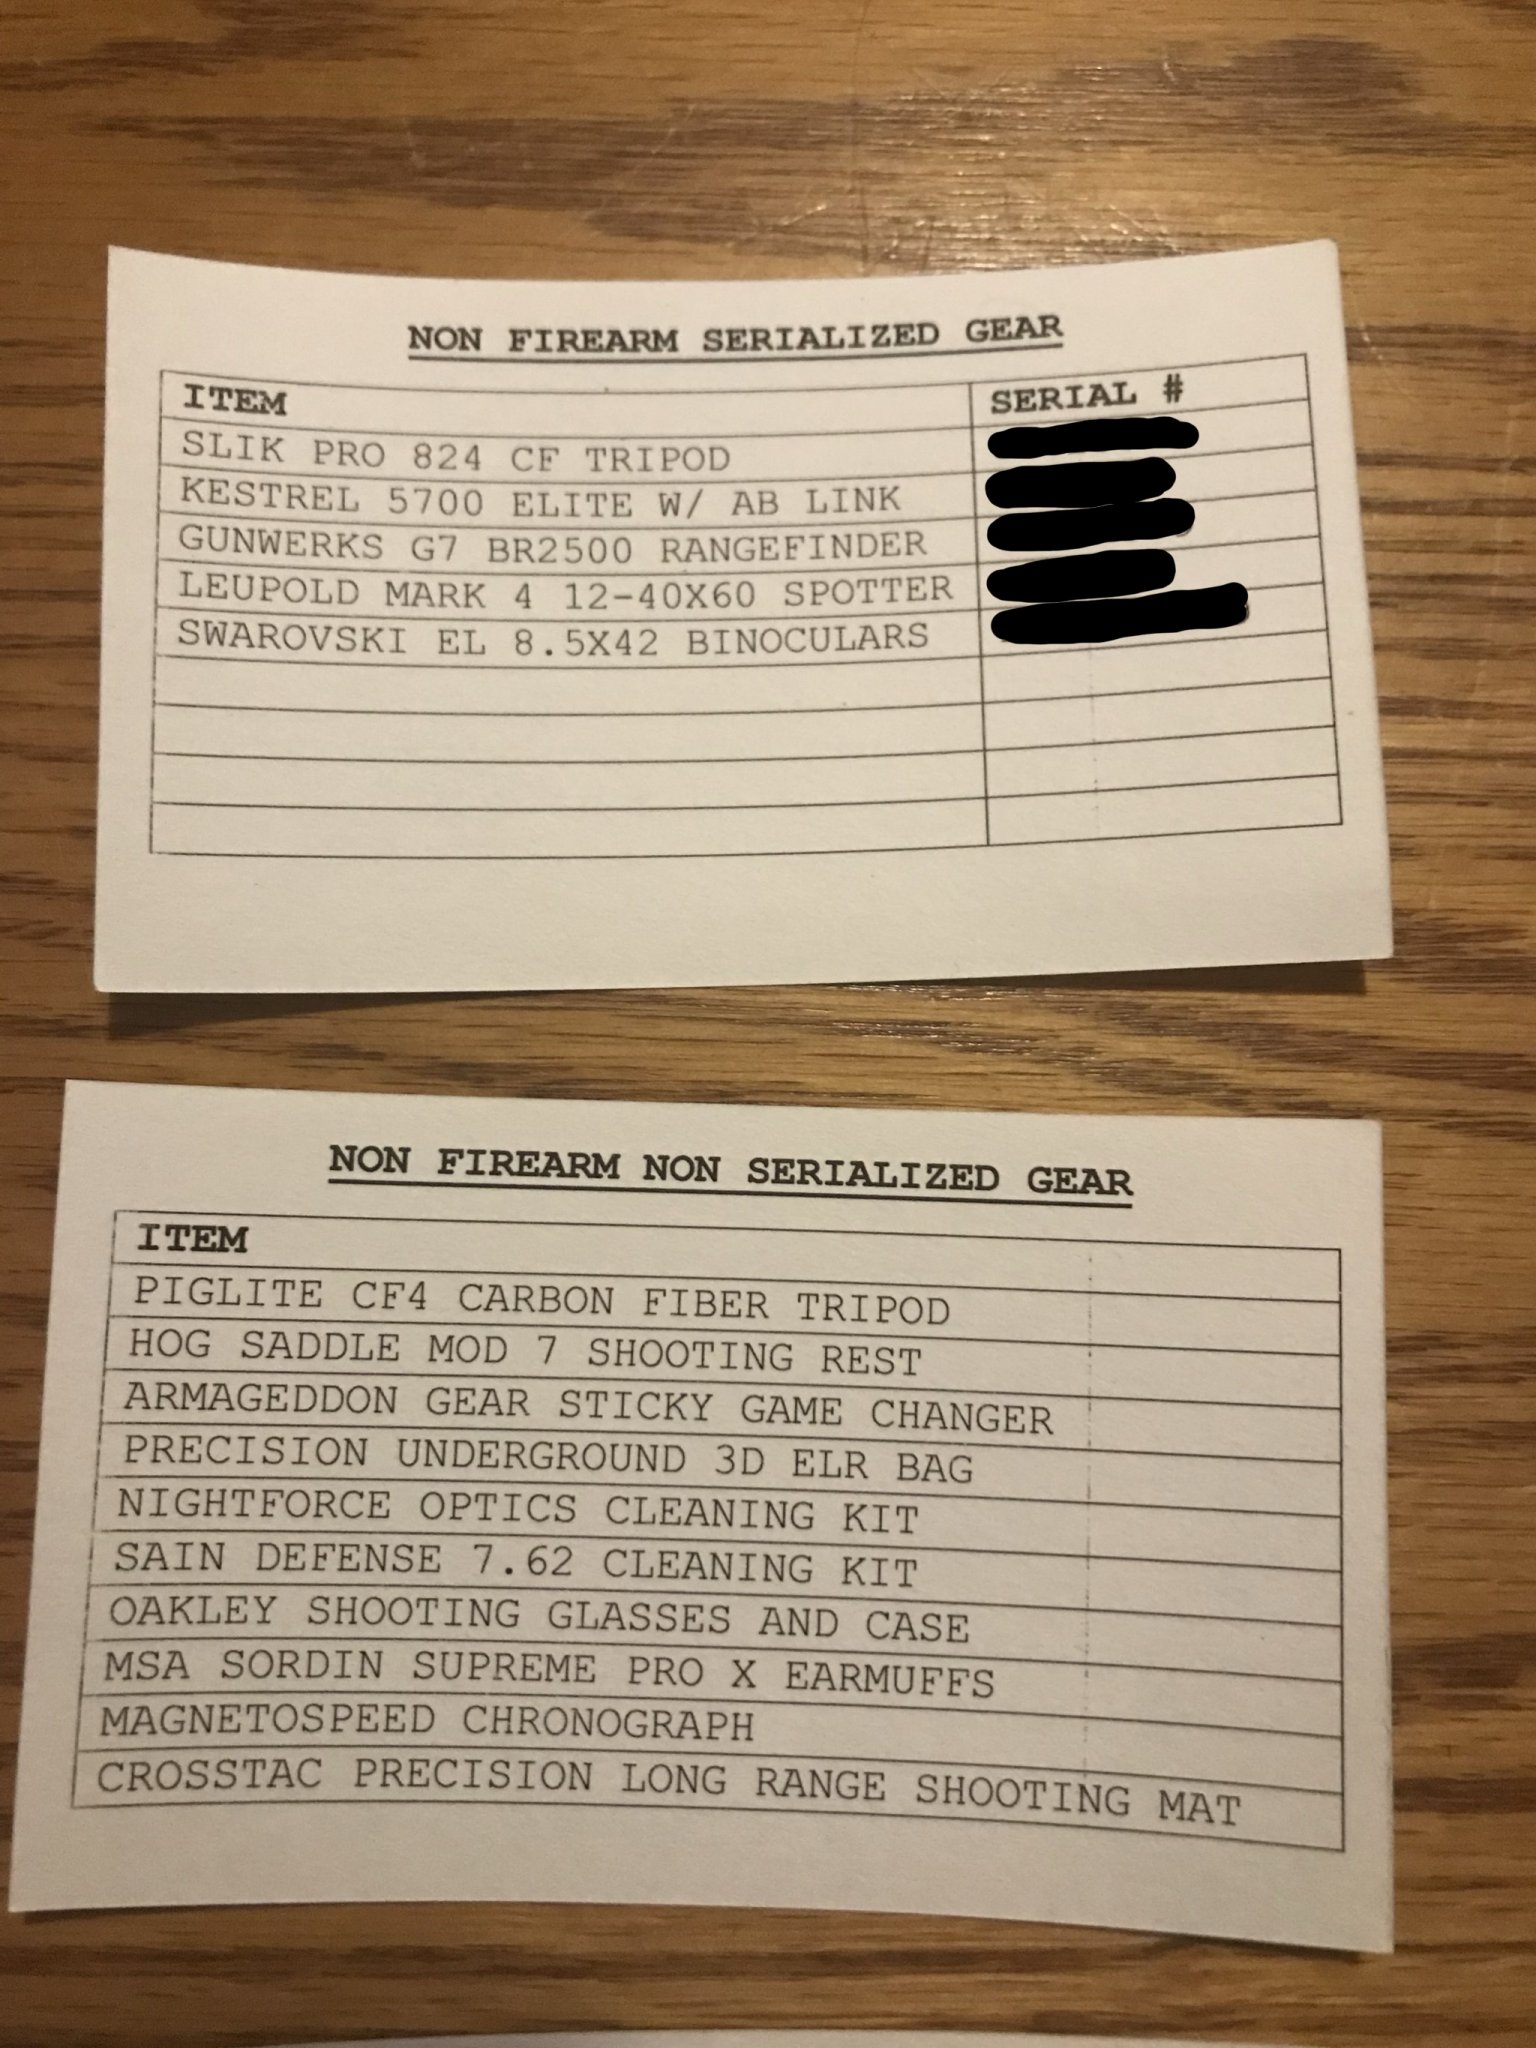 NON FIREARM SERIALIZED GEAR
ITEM SERIAL #
SLIK PRO 824 CF TRIPOD
KESTREL 5700 ELITE W/ AB LINK
GUNWERKS G7 BR2500 RANGEFINDER
LEUPOLD MARK 4 12-40X60 SPOTTER
SWAROVSKI EL 8.5X42 BINOCULARS
NON FIREARM NON SERIALIZED GEAR
ITEM
PIGLITE CF4 CARBON FIBER TRIPOD
HOG SADDLE MOD 7 SHOOTING REST
ARMAGEDDON GEAR STICKY GAME CHANGER
PRECISION UNDERGROUND 3D ELR BAG
NIGHTFORCE OPTICS CLEANING KIT
SAIN DEFENSE 7.62 CLEANING KIT
OAKLEY SHOOTING GLASSES AND CASE
MSA SORDIN SUPREME PRO X EARMUFFS
MAGNETOSPEED CHRONOGRAPH
CROSSTAC PRECISION LONG RANGE SHOOTING MAT